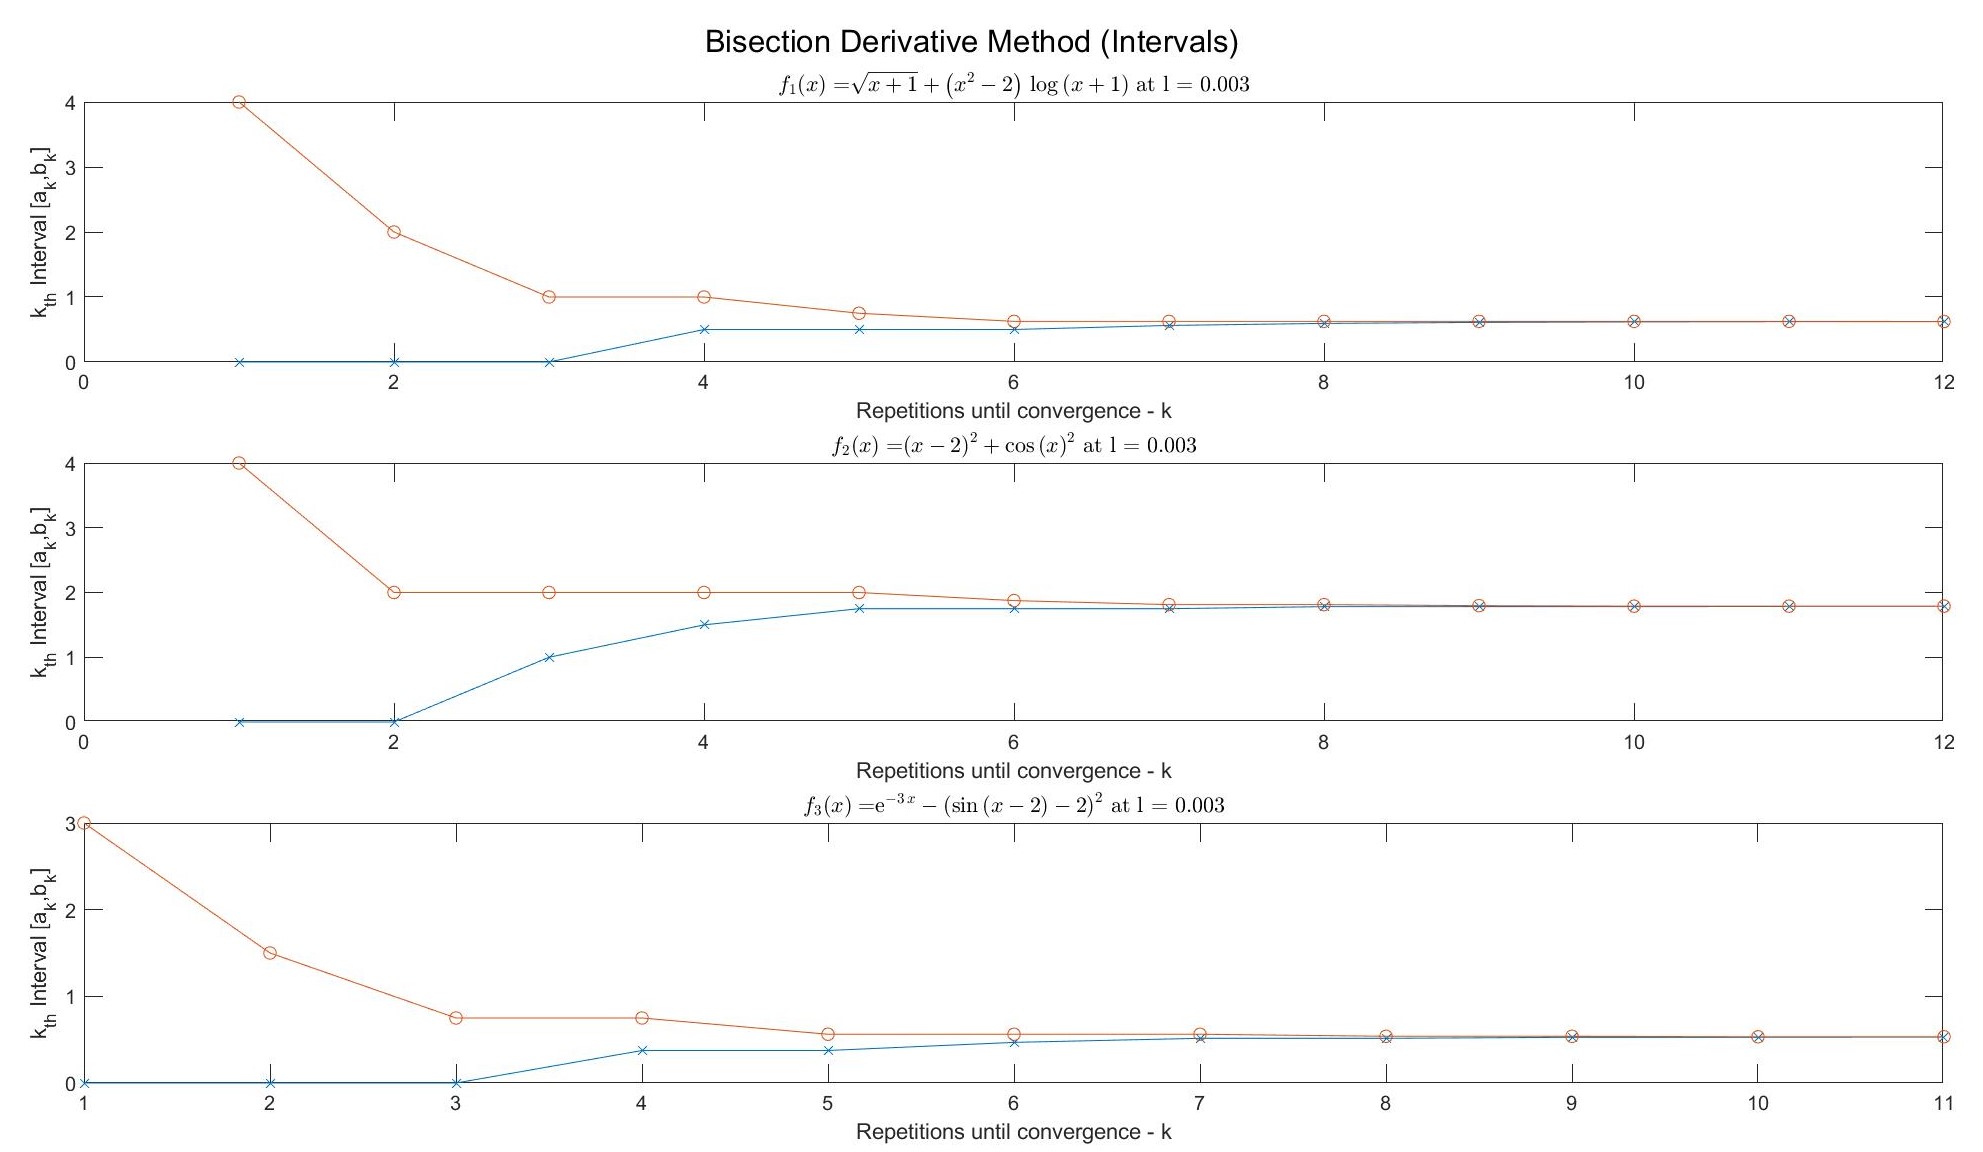 Bisection Derivative Method (Intervals)
f₁(x) =√(x + 1) + (x² − 2) log (x + 1) at l = 0.003
4
3
2
1
0
k_th Interval [a_k,b_k]
0 2 4 6 8 10 12
Repetitions until convergence - k
f₂(x) =(x − 2)² + cos (x)² at l = 0.003
4
3
2
1
0
k_th Interval [a_k,b_k]
0 2 4 6 8 10 12
Repetitions until convergence - k
f₃(x) =e^(−3 x) − (sin (x − 2) − 2)² at l = 0.003
3
2
1
0
k_th Interval [a_k,b_k]
1 2 3 4 5 6 7 8 9 10 11
Repetitions until convergence - k